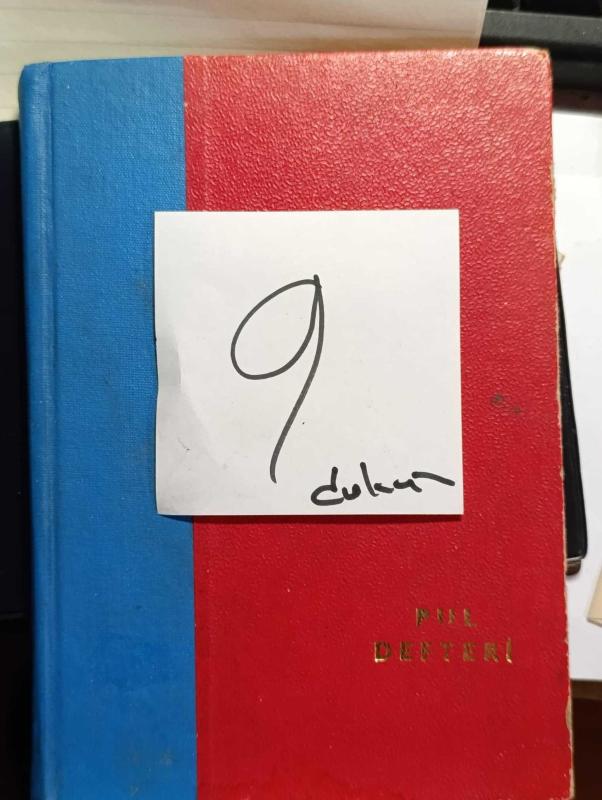 9
PUL
DEFTERİ